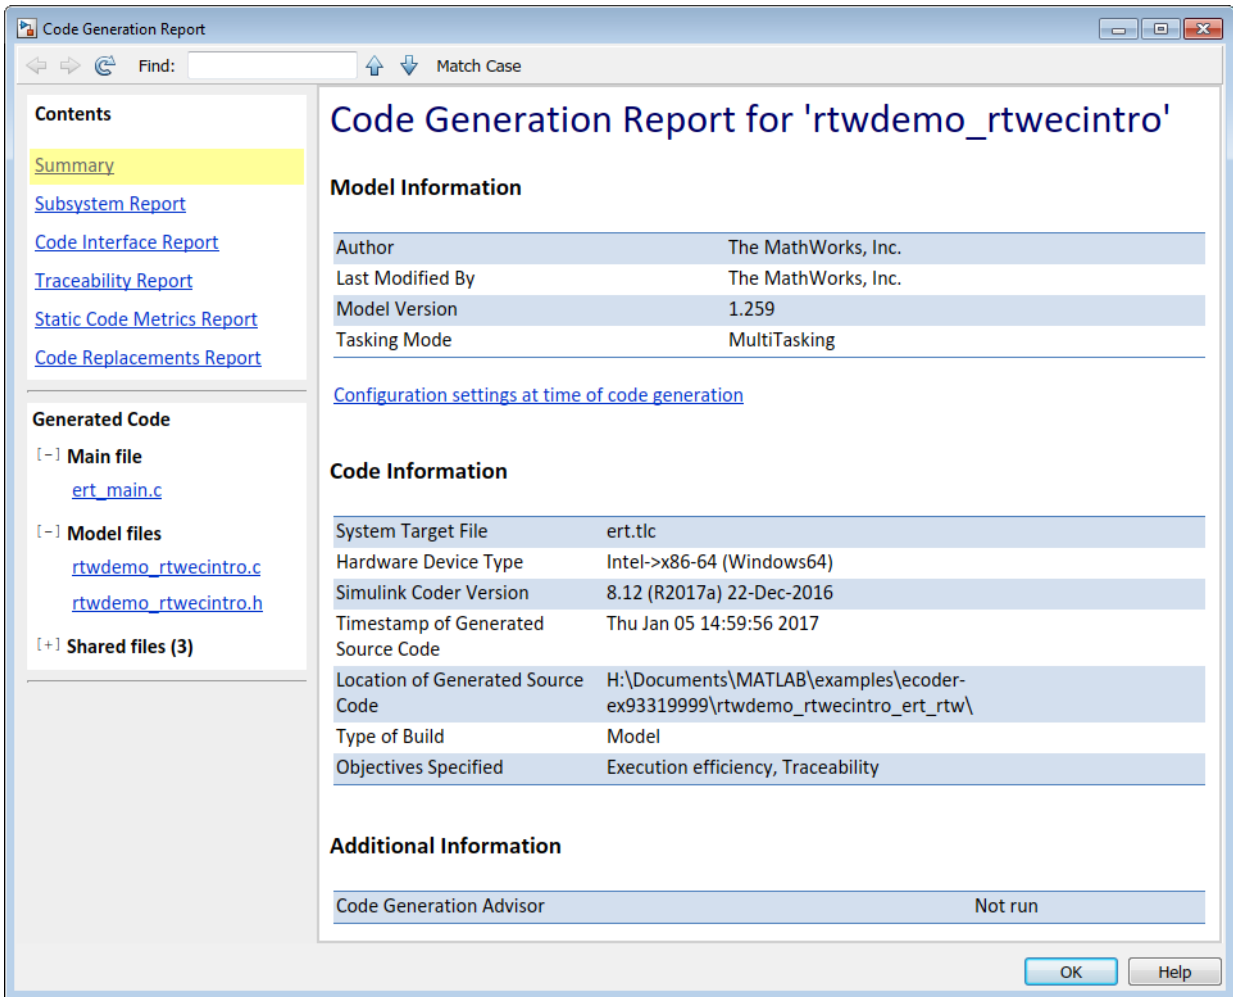 Code Generation Report
Find:
Match Case
Contents
Summary
Subsystem Report
Code Interface Report
Traceability Report
Static Code Metrics Report
Code Replacements Report
Generated Code
[-] Main file
ert_main.c
[-] Model files
rtwdemo_rtwecintro.c
rtwdemo_rtwecintro.h
[+] Shared files (3)
Code Generation Report for 'rtwdemo_rtwecintro'
Model Information
Author The MathWorks, Inc.
Last Modified By The MathWorks, Inc.
Model Version 1.259
Tasking Mode MultiTasking
Configuration settings at time of code generation
Code Information
System Target File ert.tlc
Hardware Device Type Intel->x86-64 (Windows64)
Simulink Coder Version 8.12 (R2017a) 22-Dec-2016
Timestamp of Generated Thu Jan 05 14:59:56 2017
Source Code
Location of Generated Source H:\Documents\MATLAB\examples\ecoder-
Code ex93319999\rtwdemo_rtwecintro_ert_rtw\
Type of Build Model
Objectives Specified Execution efficiency, Traceability
Additional Information
Code Generation Advisor Not run
OK Help